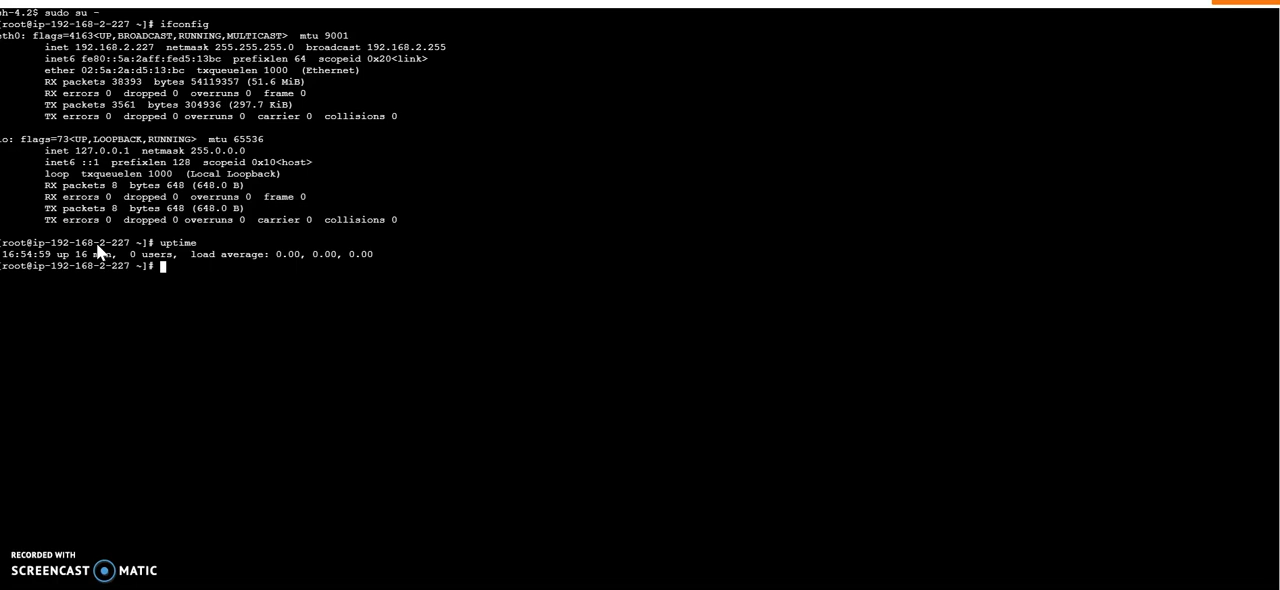 sh-4.2$ sudo su -
[root@ip-192-168-2-227 ~]# ifconfig
eth0: flags=4163<UP,BROADCAST,RUNNING,MULTICAST>  mtu 9001
        inet 192.168.2.227  netmask 255.255.255.0  broadcast 192.168.2.255
        inet6 fe80::5a:2aff:fed5:13bc  prefixlen 64  scopeid 0x20<link>
        ether 02:5a:2a:d5:13:bc  txqueuelen 1000  (Ethernet)
        RX packets 38393  bytes 54119357 (51.6 MiB)
        RX errors 0  dropped 0  overruns 0  frame 0
        TX packets 3561  bytes 304936 (297.7 KiB)
        TX errors 0  dropped 0 overruns 0  carrier 0  collisions 0

lo: flags=73<UP,LOOPBACK,RUNNING>  mtu 65536
        inet 127.0.0.1  netmask 255.0.0.0
        inet6 ::1  prefixlen 128  scopeid 0x10<host>
        loop  txqueuelen 1000  (Local Loopback)
        RX packets 8  bytes 648 (648.0 B)
        RX errors 0  dropped 0  overruns 0  frame 0
        TX packets 8  bytes 648 (648.0 B)
        TX errors 0  dropped 0 overruns 0  carrier 0  collisions 0

[root@ip-192-168-2-227 ~]# uptime
 16:54:59 up 16 min,  0 users,  load average: 0.00, 0.00, 0.00
[root@ip-192-168-2-227 ~]#
RECORDED WITH
SCREENCAST MATIC